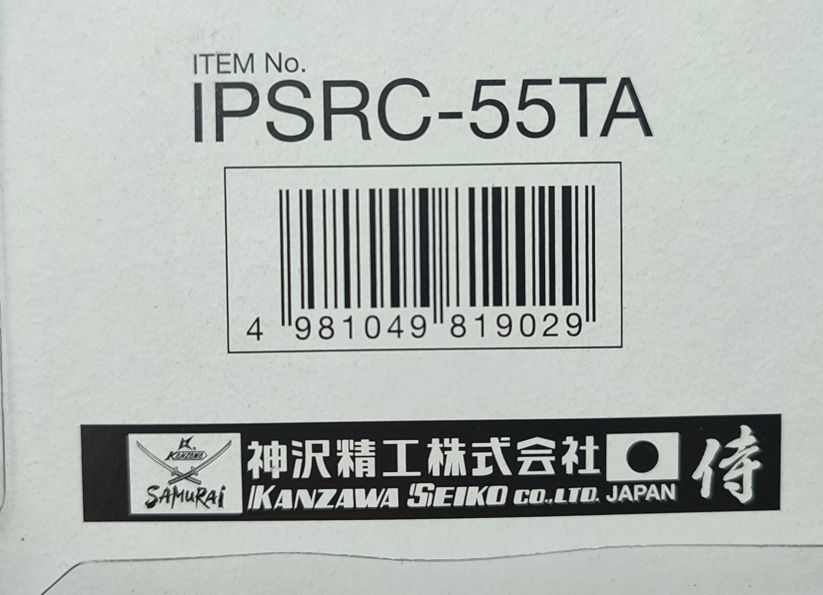 ITEM No.
IPSRC-55TA
4 981049 819029
KANZAWA
SAMURAI
神沢精工株式会社
KANZAWA SEIKO CO.,LTD. JAPAN
侍